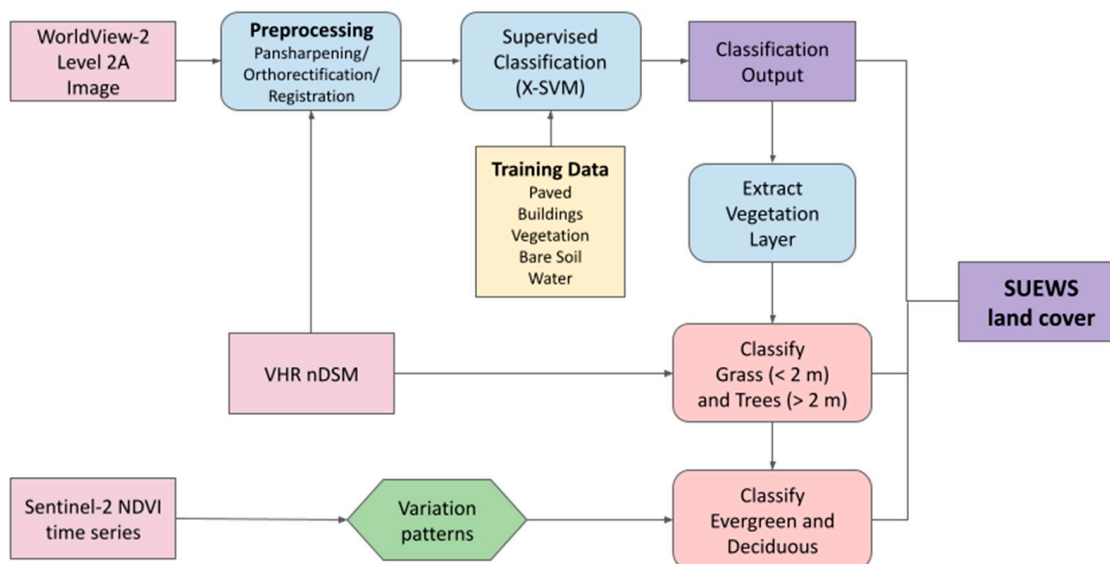 WorldView-2
Level 2A
Image
Preprocessing
Pansharpening/
Orthorectification/
Registration
Supervised
Classification
(X-SVM)
Classification
Output
Training Data
Paved
Buildings
Vegetation
Bare Soil
Water
Extract
Vegetation
Layer
SUEWS
land cover
VHR nDSM
Classify
Grass (< 2 m)
and Trees (> 2 m)
Sentinel-2 NDVI
time series
Variation
patterns
Classify
Evergreen and
Deciduous